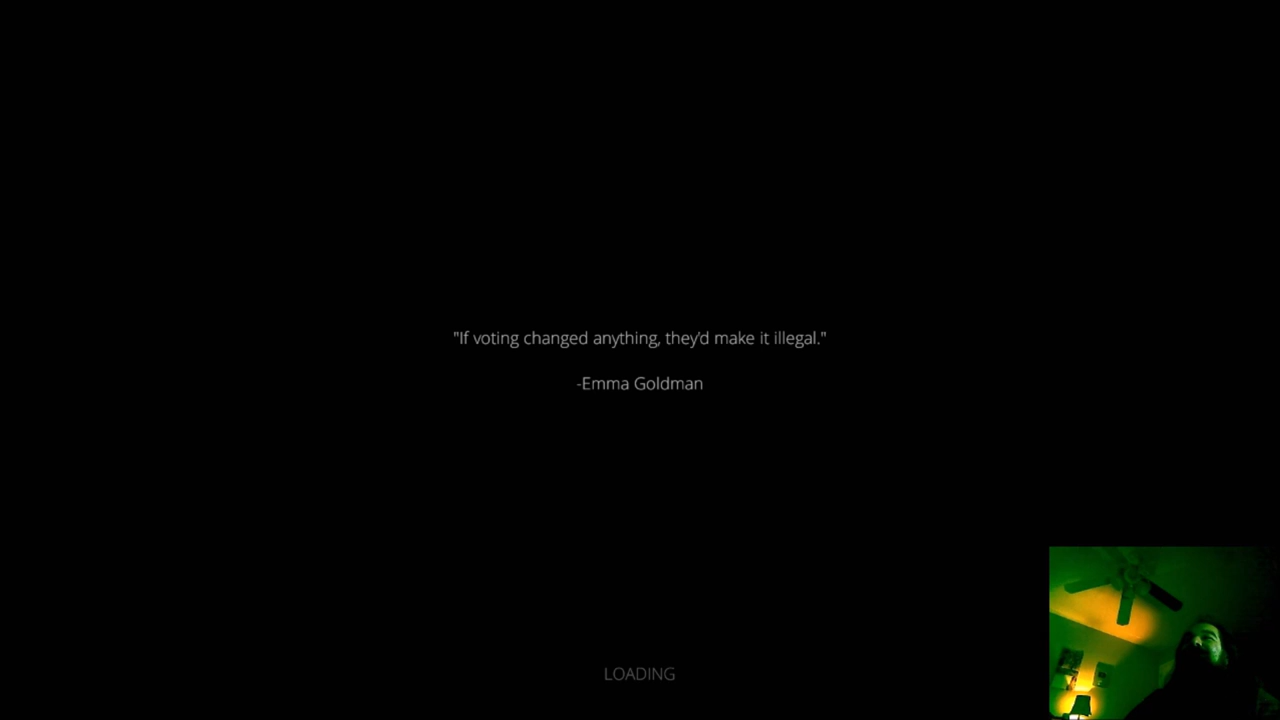 "If voting changed anything, they'd make it illegal."
-Emma Goldman
LOADING